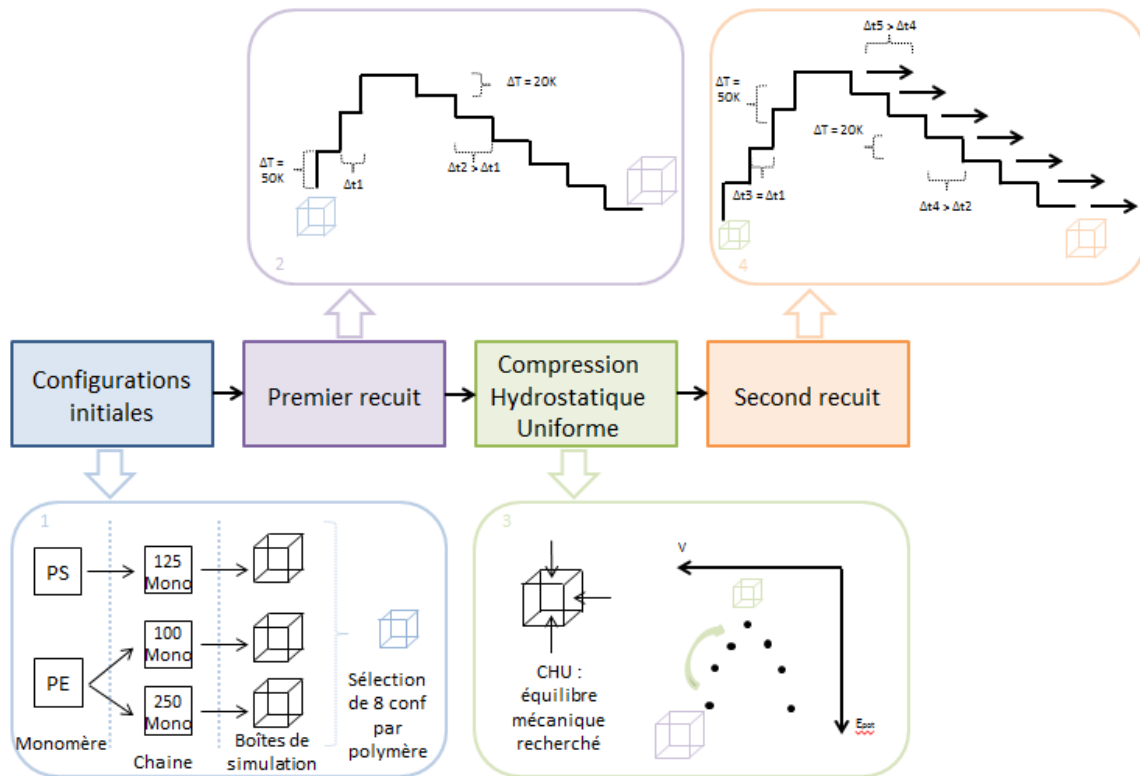 ΔT = 20K
ΔT =
50K
Δt1
Δt2 > Δt1
2
Δt5 > Δt4
ΔT =
50K
ΔT = 20K
Δt3 = Δt1
Δt4 > Δt2
4
Configurations
initiales
Premier recuit
Compression
Hydrostatique
Uniforme
Second recuit
1
PS
125
Mono
PE
100
Mono
250
Mono
Monomère
Chaine
Boîtes de
simulation
Sélection
de 8 conf
par
polymère
3
CHU :
équilibre
mécanique
recherché
V
Epot